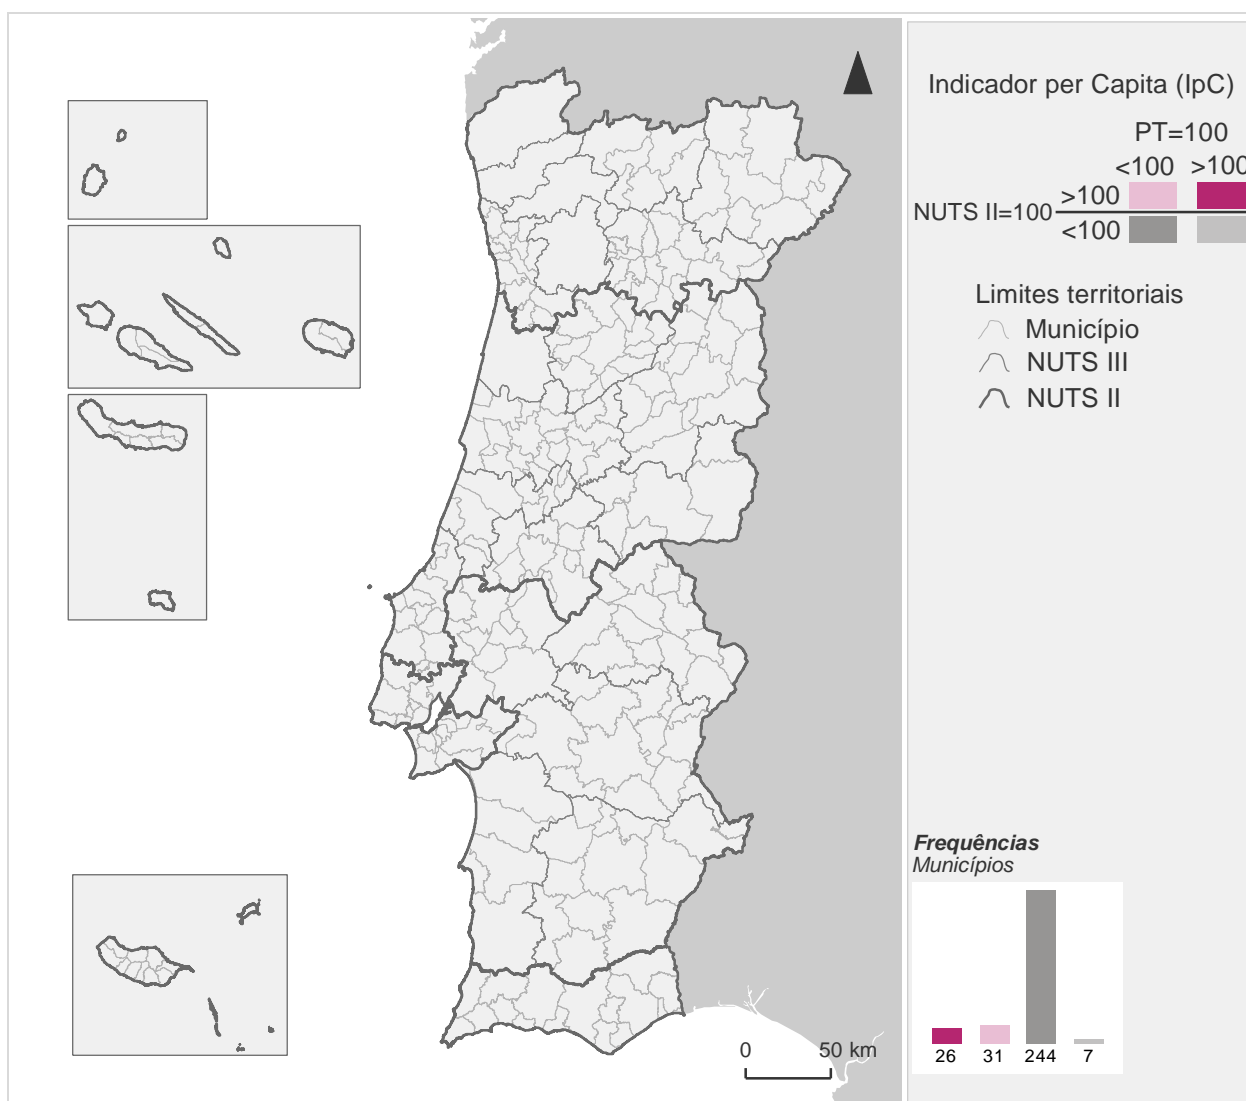 Indicador per Capita (IpC)
PT=100
<100 >100
>100
NUTS II=100
<100
Limites territoriais
Município
NUTS III
NUTS II
Frequências
Municípios
26 31 244 7
0 50 km